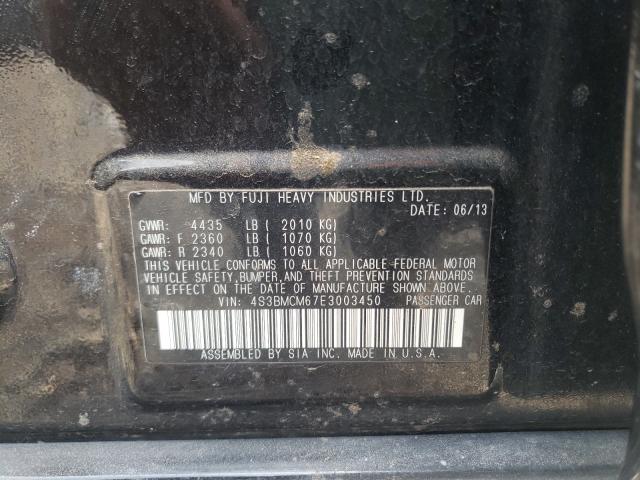 MFD BY FUJI HEAVY INDUSTRIES LTD.
DATE: 06/13
GVWR: 4435 LB ( 2010 KG)
GAWR: F 2360 LB ( 1070 KG)
GAWR: R 2340 LB ( 1060 KG)
THIS VEHICLE CONFORMS TO ALL APPLICABLE FEDERAL MOTOR
VEHICLE SAFETY, BUMPER, AND THEFT PREVENTION STANDARDS
IN EFFECT ON THE DATE OF MANUFACTURE SHOWN ABOVE.
VIN: 4S3BMCM67E3003450 PASSENGER CAR
ASSEMBLED BY SIA INC. MADE IN U.S.A.